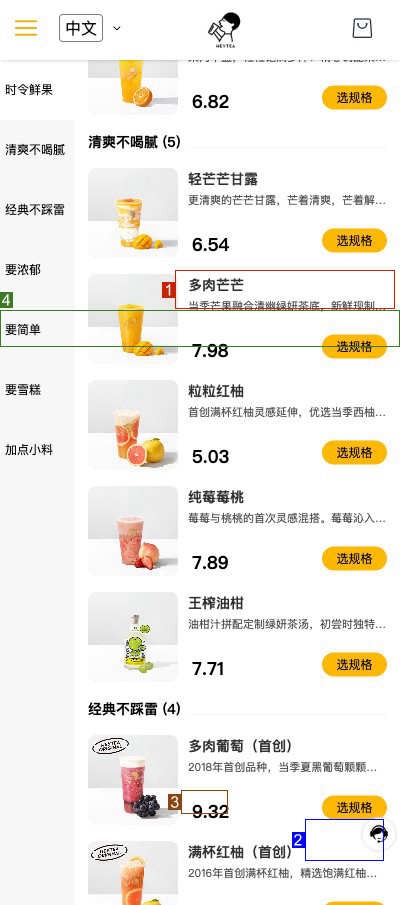 中文
HEYTEA
时令鲜果
6.82
选规格
清爽不喝腻
清爽不喝腻 (5)
轻芒芒甘露
更清爽的芒芒甘露，芒着清爽，芒着解...
6.54
选规格
经典不踩雷
要浓郁
多肉芒芒
当季芒果融合清幽绿妍茶底，新鲜现制...
7.98
选规格
要简单
粒粒红柚
首创满杯红柚灵感延伸，优选当季西柚...
5.03
选规格
要雪糕
加点小料
纯莓莓桃
莓莓与桃桃的首次灵感混搭。莓莓沁入...
7.89
选规格
王榨油柑
油柑汁拼配定制绿妍茶汤，初尝时独特...
7.71
选规格
经典不踩雷 (4)
HEYTEA
ORIGINAL
多肉葡萄（首创）
2018年首创品种，当季夏黑葡萄颗颗...
9.32
选规格
HEYTEA
ORIGINAL
满杯红柚（首创）
2016年首创满杯红柚，精选饱满红柚...
1
2
3
4